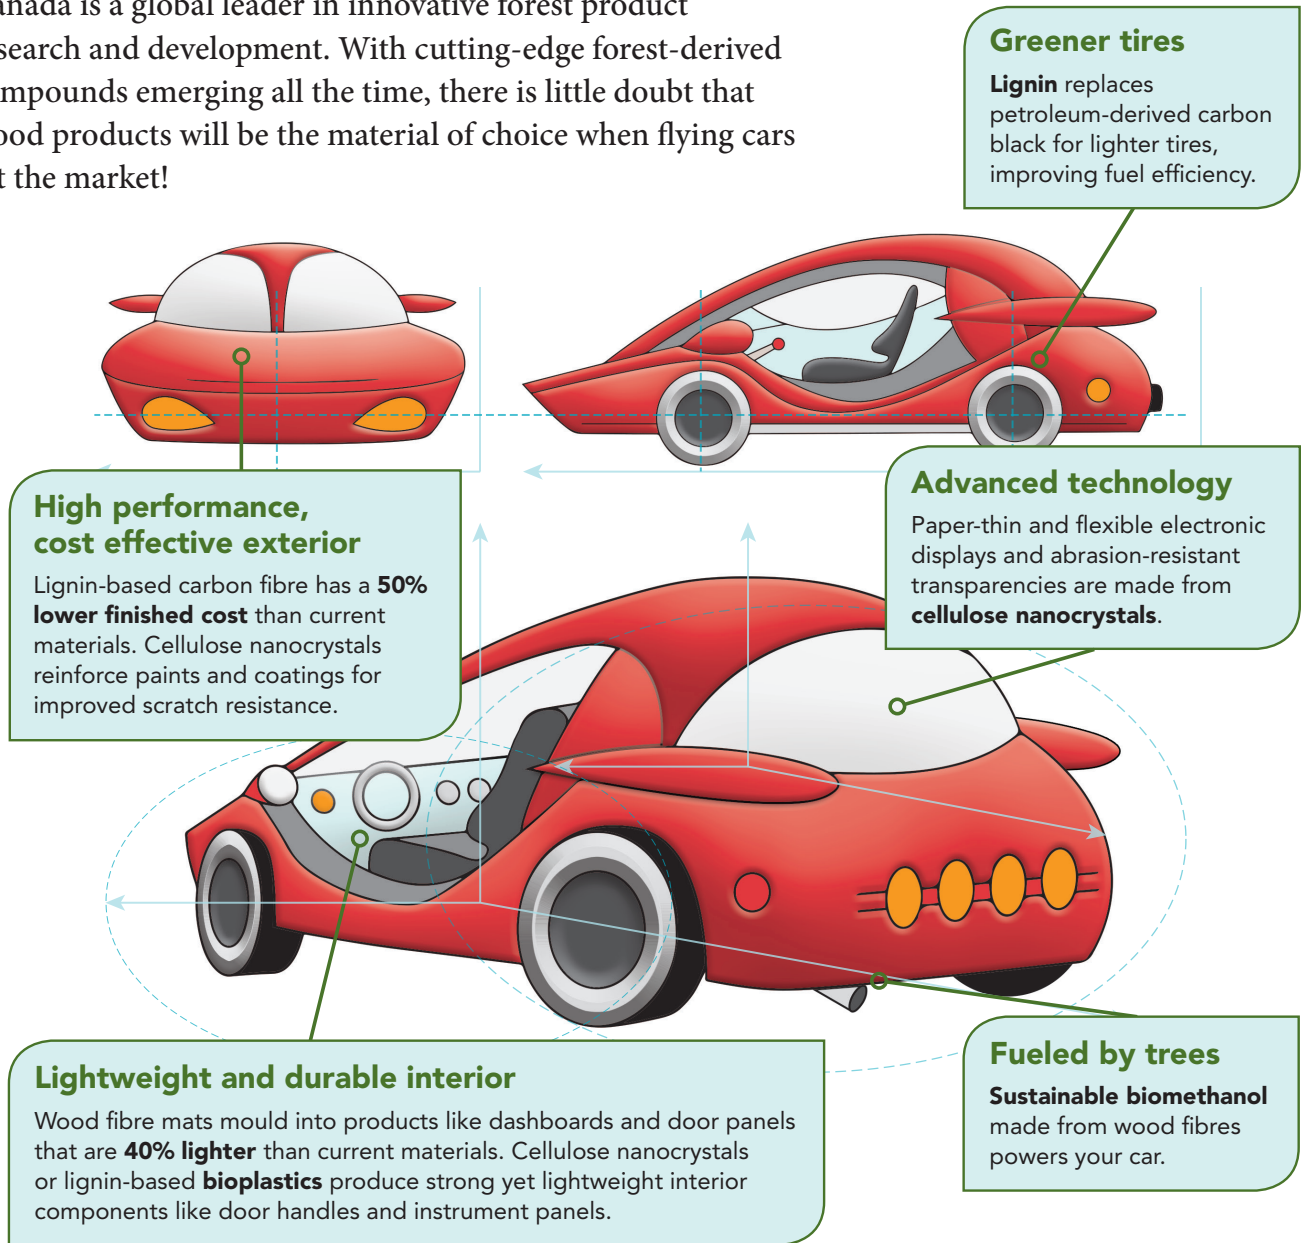 anada is a global leader in innovative forest product
search and development. With cutting-edge forest-derived
mpounds emerging all the time, there is little doubt that
ood products will be the material of choice when flying cars
t the market!
Greener tires
Lignin replaces
petroleum-derived carbon
black for lighter tires,
improving fuel efficiency.
High performance,
cost effective exterior
Lignin-based carbon fibre has a 50%
lower finished cost than current
materials. Cellulose nanocrystals
reinforce paints and coatings for
improved scratch resistance.
Advanced technology
Paper-thin and flexible electronic
displays and abrasion-resistant
transparencies are made from
cellulose nanocrystals.
Lightweight and durable interior
Wood fibre mats mould into products like dashboards and door panels
that are 40% lighter than current materials. Cellulose nanocrystals
or lignin-based bioplastics produce strong yet lightweight interior
components like door handles and instrument panels.
Fueled by trees
Sustainable biomethanol
made from wood fibres
powers your car.